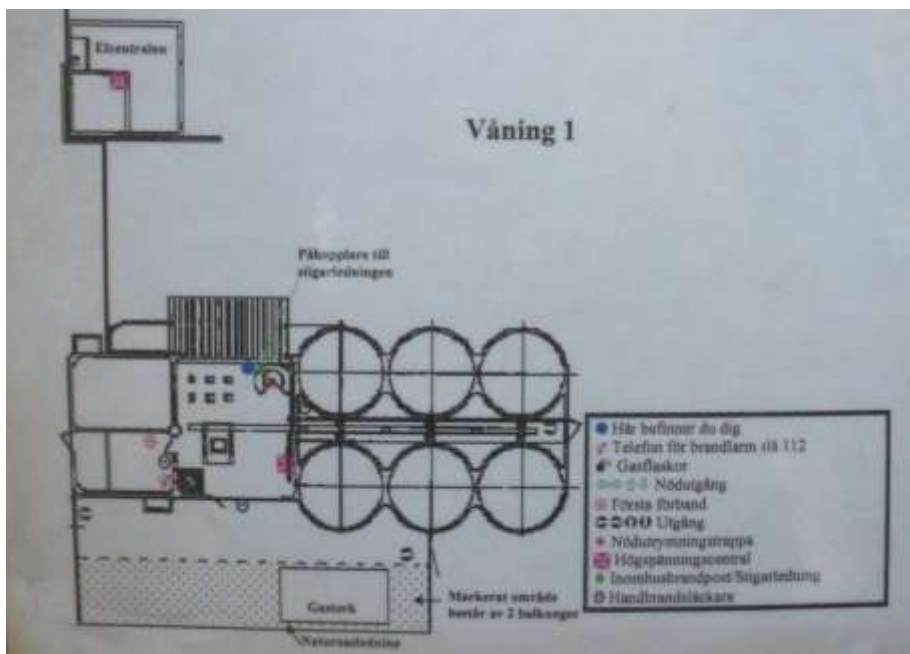 Elcentralen
Våning 1
Påkopplare till
stigarledningen
Här befinner du dig
Telefon för brandlarm slå 112
Gasflaskor
Nödutgång
Första förband
Utgång
Nödutrymningstrappa
Högspänningscentral
Inomhusbrandpost/Stigarledning
Handbrandsläckare
Markerat område
består av 2 balkonger
Gastork